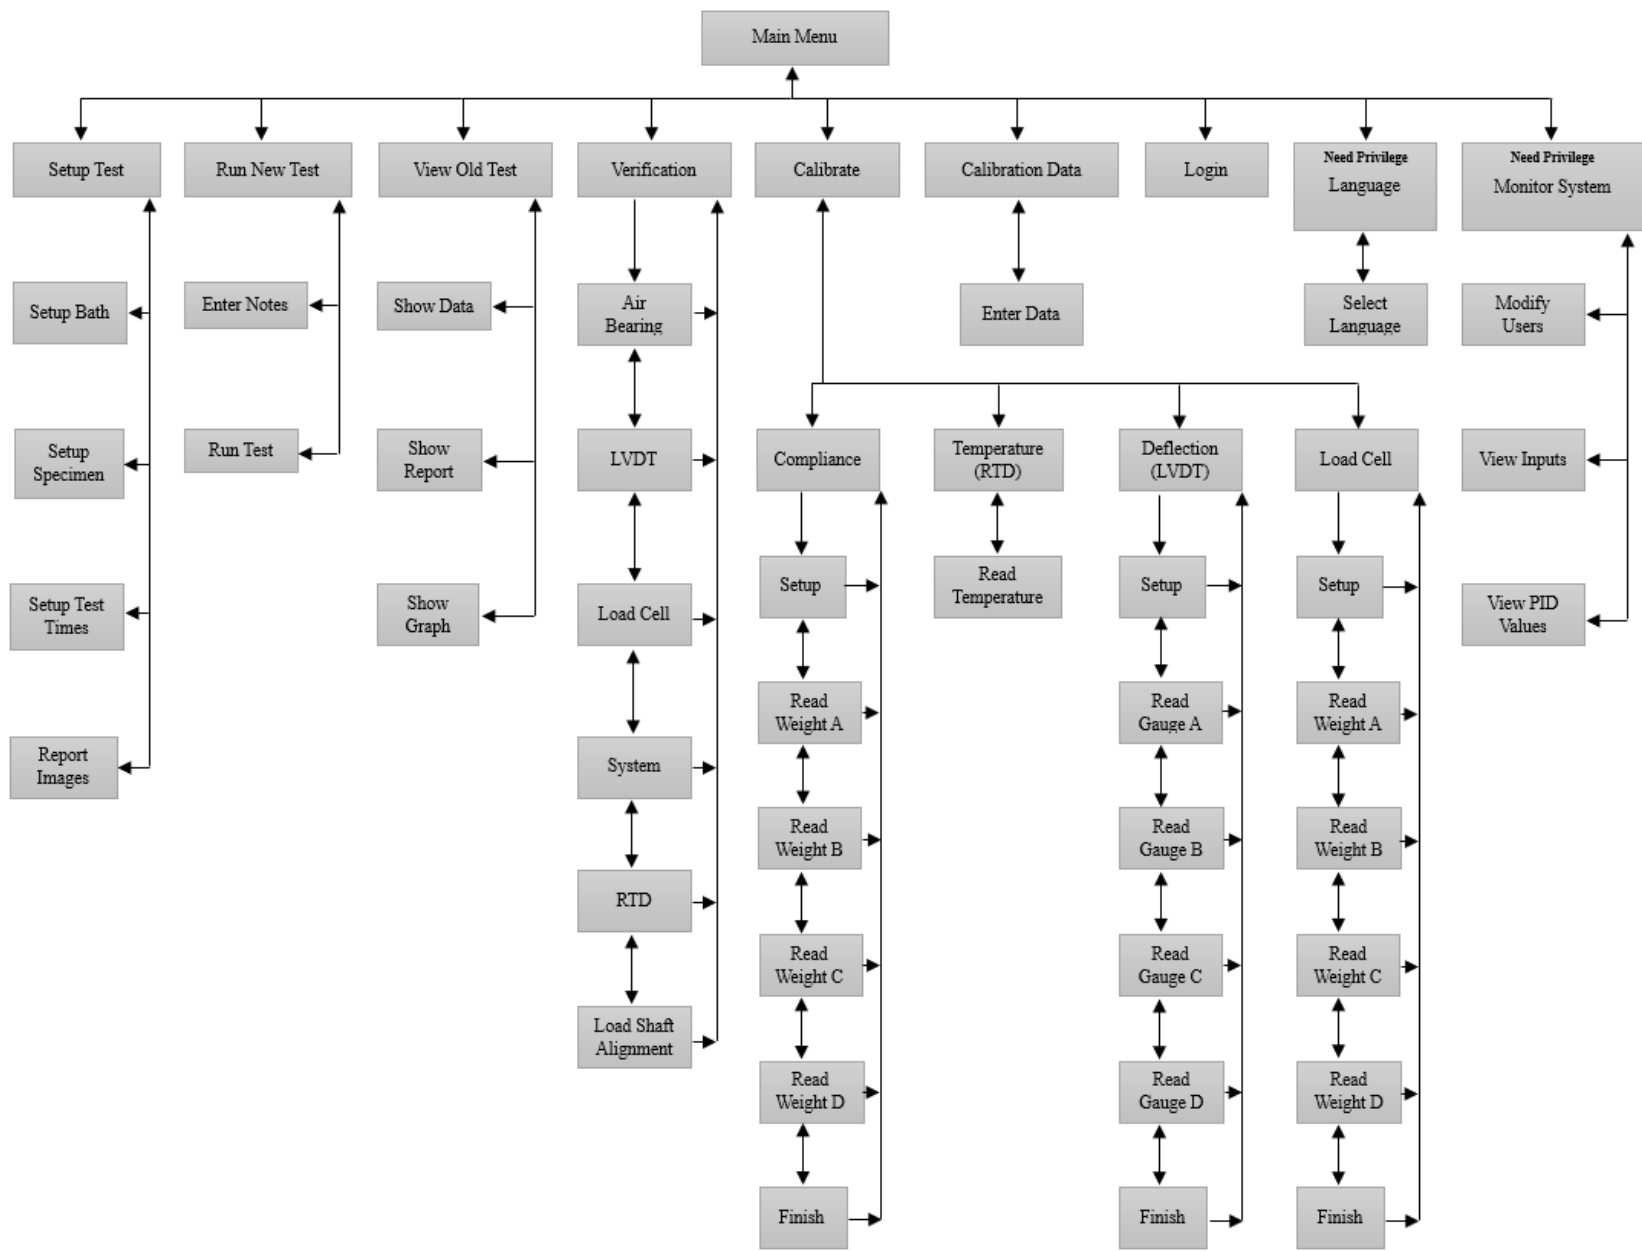 Main Menu
Setup Test
Run New Test
View Old Test
Verification
Calibrate
Calibration Data
Login
Need Privilege
Language
Need Privilege
Monitor System
Setup Bath
Enter Notes
Show Data
Air
Bearing
Enter Data
Select
Language
Modify
Users
Setup
Specimen
Run Test
Show
Report
LVDT
Compliance
Temperature
(RTD)
Deflection
(LVDT)
Load Cell
View Inputs
Setup Test
Times
Show
Graph
Load Cell
Setup
Read
Temperature
Setup
Setup
View PID
Values
Report
Images
System
Read
Weight A
Read
Gauge A
Read
Weight A
Read
Weight B
Read
Gauge B
Read
Weight B
RTD
Read
Weight C
Read
Gauge C
Read
Weight C
Load Shaft
Alignment
Read
Weight D
Read
Gauge D
Read
Weight D
Finish
Finish
Finish